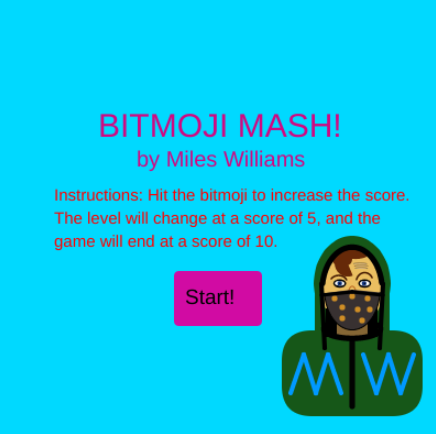 BITMOJI MASH!
by Miles Williams
Instructions: Hit the bitmoji to increase the score.
The level will change at a score of 5, and the
game will end at a score of 10.
Start!
M W